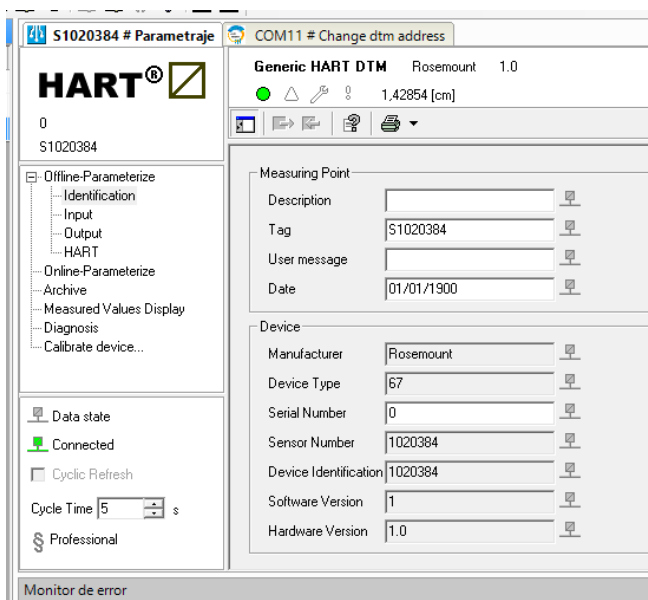 S1020384 # Parametraje
COM11 # Change dtm address
HART®
0
S1020384
Generic HART DTM Rosemount 1.0
1,42854 [cm]
Offline-Parameterize
Identification
Input
Output
HART
Online-Parameterize
Archive
Measured Values Display
Diagnosis
Calibrate device...
Data state
Connected
Cyclic Refresh
Cycle Time 5 s
§ Professional
Measuring Point
Description
Tag S1020384
User message
Date 01/01/1900
Device
Manufacturer Rosemount
Device Type 67
Serial Number 0
Sensor Number 1020384
Device Identification 1020384
Software Version 1
Hardware Version 1.0
Monitor de error